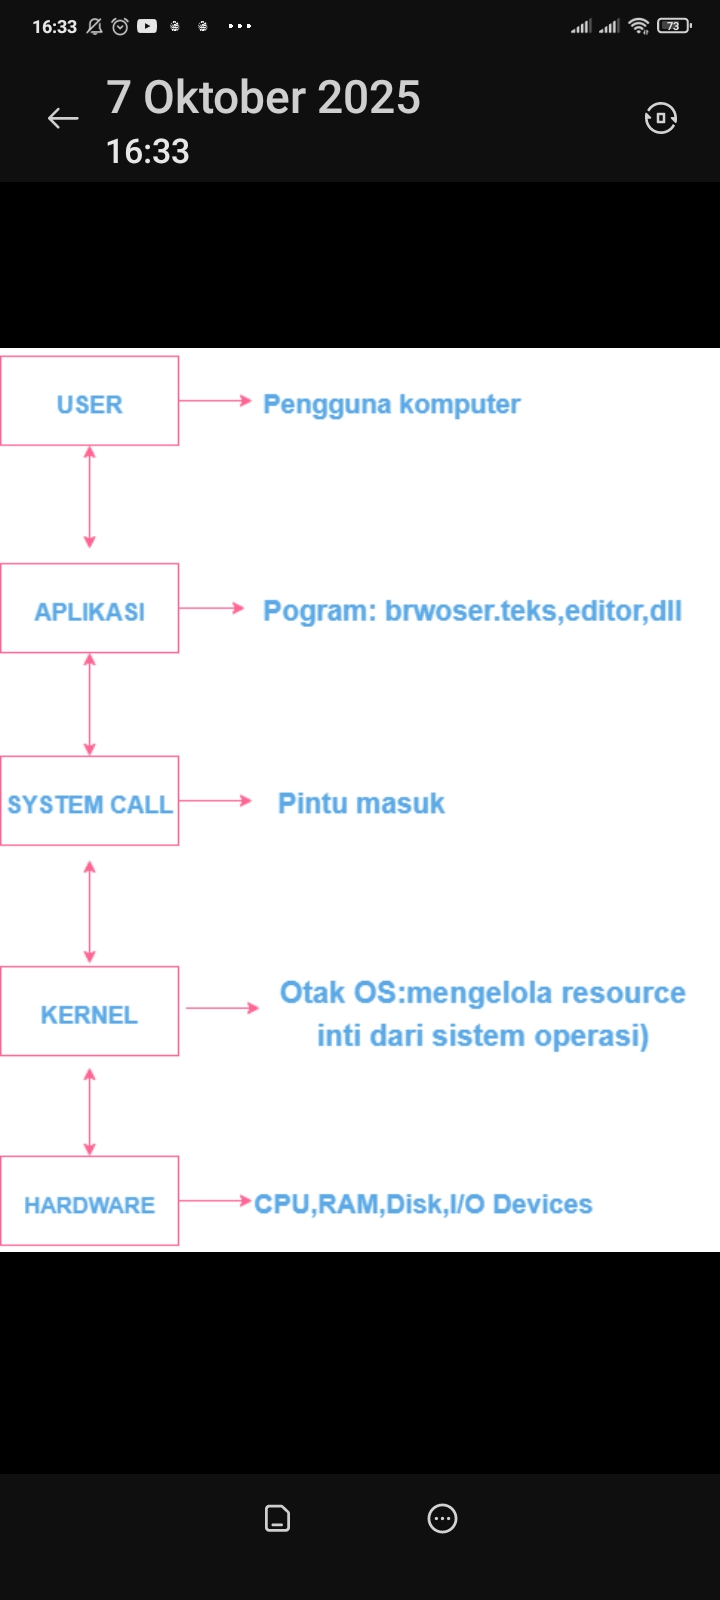 16:33
73
7 Oktober 2025
16:33
USER
Pengguna komputer
APLIKASI
Pogram: brwoser.teks,editor,dll
SYSTEM CALL
Pintu masuk
KERNEL
Otak OS:mengelola resource
inti dari sistem operasi)
HARDWARE
CPU,RAM,Disk,I/O Devices